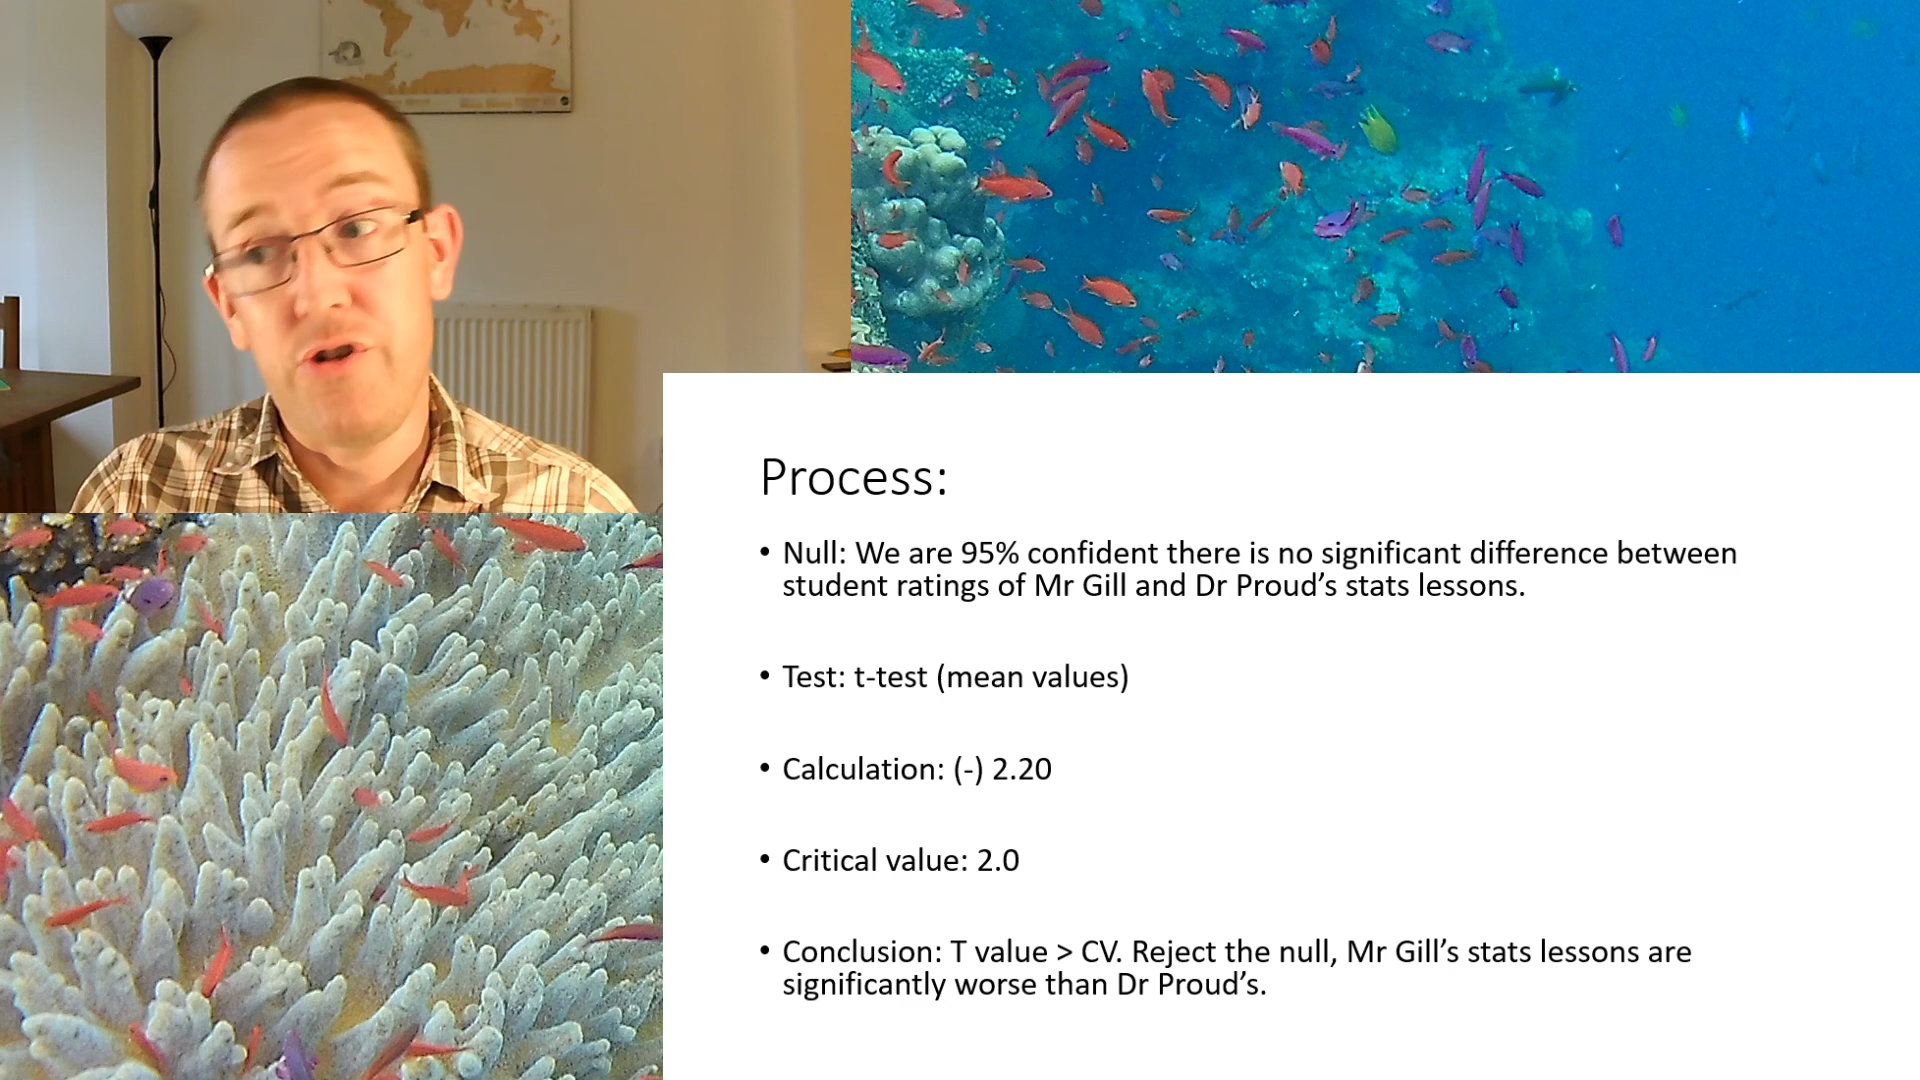 Process:
• Null: We are 95% confident there is no significant difference between
student ratings of Mr Gill and Dr Proud’s stats lessons.
• Test: t-test (mean values)
• Calculation: (-) 2.20
• Critical value: 2.0
• Conclusion: T value > CV. Reject the null, Mr Gill’s stats lessons are
significantly worse than Dr Proud’s.